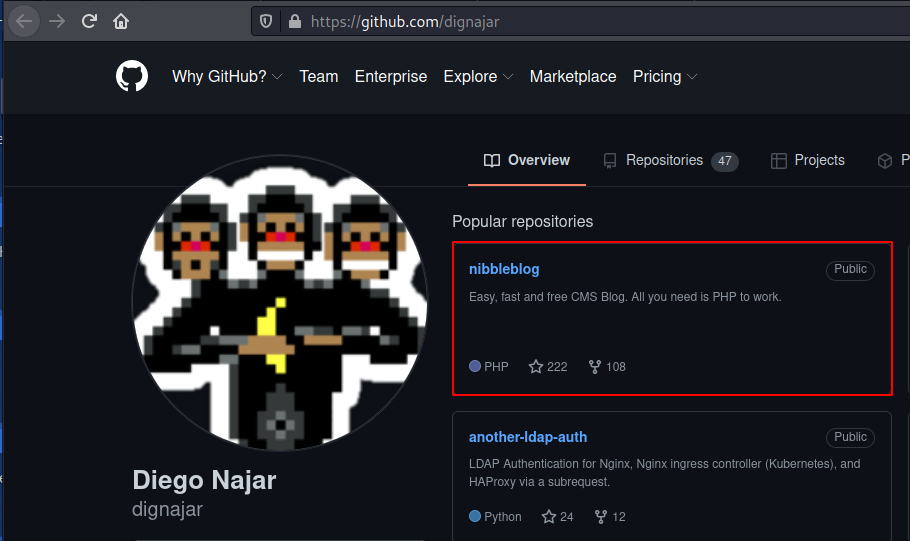 https://github.com/dignajar
Why GitHub? Team Enterprise Explore Marketplace Pricing
Overview Repositories 47 Projects P
Popular repositories
nibbleblog Public
Easy, fast and free CMS Blog. All you need is PHP to work.
PHP 222 108
another-ldap-auth Public
LDAP Authentication for Nginx, Nginx ingress controller (Kubernetes), and
HAProxy via a subrequest.
Python 24 12
Diego Najar
dignajar